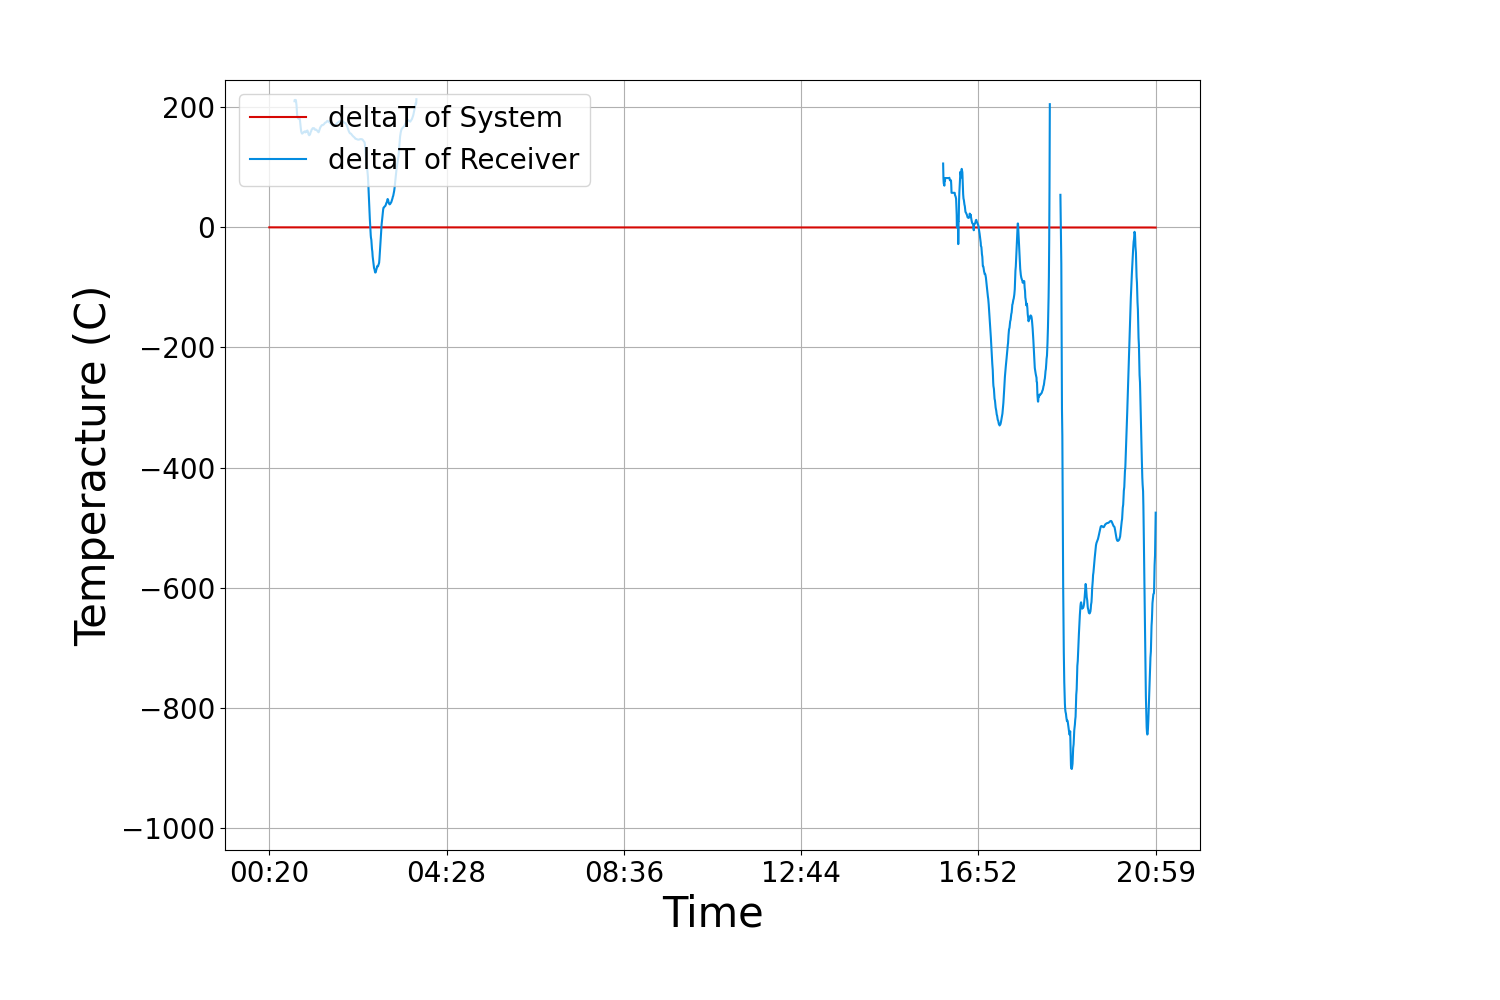 200
0
−200
−400
−600
−800
−1000
Temperacture (C)
deltaT of System
deltaT of Receiver
00:20 04:28 08:36 12:44 16:52 20:59
Time